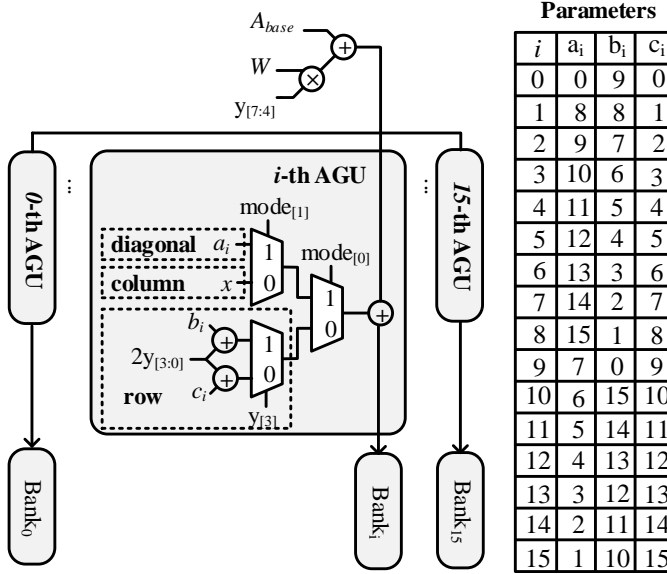 A_base
W
y[7:4]
+
×
0-th AGU
...
i-th AGU
mode[1]
diagonal a_i
1
column x
0
mode[0]
1
0
b_i
+
2y[3:0]
+
c_i
row
1
0
y[3]
+
...
15-th AGU
Bank0
Bank_i
Bank15
Parameters
i a_i b_i c_i
0 0 9 0
1 8 8 1
2 9 7 2
3 10 6 3
4 11 5 4
5 12 4 5
6 13 3 6
7 14 2 7
8 15 1 8
9 7 0 9
10 6 15 10
11 5 14 11
12 4 13 12
13 3 12 13
14 2 11 14
15 1 10 15